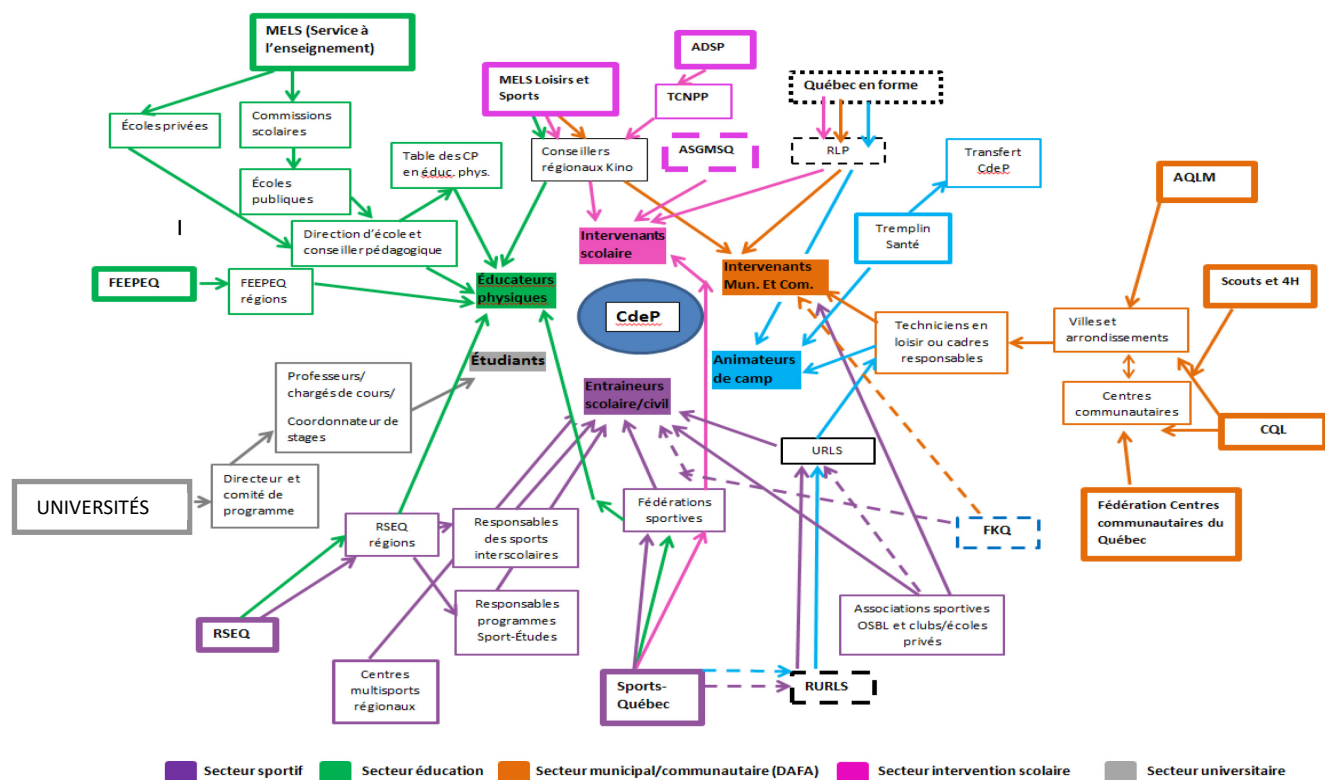 MELS (Service à
l'enseignement)
ADSP
MELS Loisirs et
Sports
Québec en forme
TCNPP
Écoles privées
Commissions
scolaires
Table des CP
en éduc. phys.
Conseillers
régionaux Kino
ASGMSQ
RLP
Transfert
CdeP
AQLM
Écoles
publiques
I
Direction d'école et
conseiller pédagogique
Intervenants
scolaire
Tremplin
Santé
FEEPEQ
FEEPEQ
régions
Éducateurs
physiques
Intervenants
Mun. Et Com.
Scouts et 4H
CdeP
Techniciens en
loisir ou cadres
responsables
Villes et
arrondissements
Étudiants
Animateurs
de camp
Professeurs/
chargés de cours/
Coordonnateur de
stages
Entraineurs
scolaire/civil
Centres
communautaires
CQL
URLS
UNIVERSITÉS
Directeur et
comité de
programme
RSEQ
régions
Responsables
des sports
interscolaires
Fédérations
sportives
FKQ
Fédération Centres
communautaires du
Québec
RSEQ
Responsables
programmes
Sport-Études
Associations sportives
OSBL et clubs/écoles
privés
Centres
multisports
régionaux
Sports-
Québec
RURLS
Secteur sportif
Secteur éducation
Secteur municipal/communautaire (DAFA)
Secteur intervention scolaire
Secteur universitaire